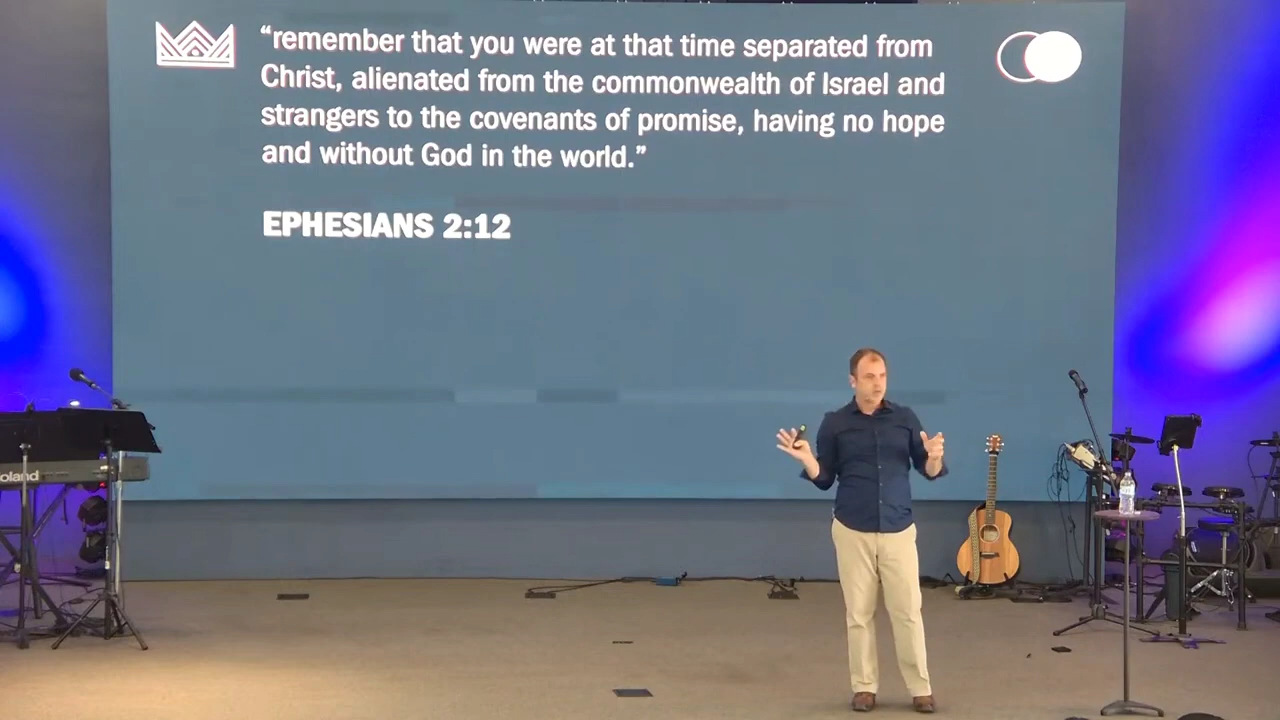 “remember that you were at that time separated from
Christ, alienated from the commonwealth of Israel and
strangers to the covenants of promise, having no hope
and without God in the world.”
EPHESIANS 2:12
oland